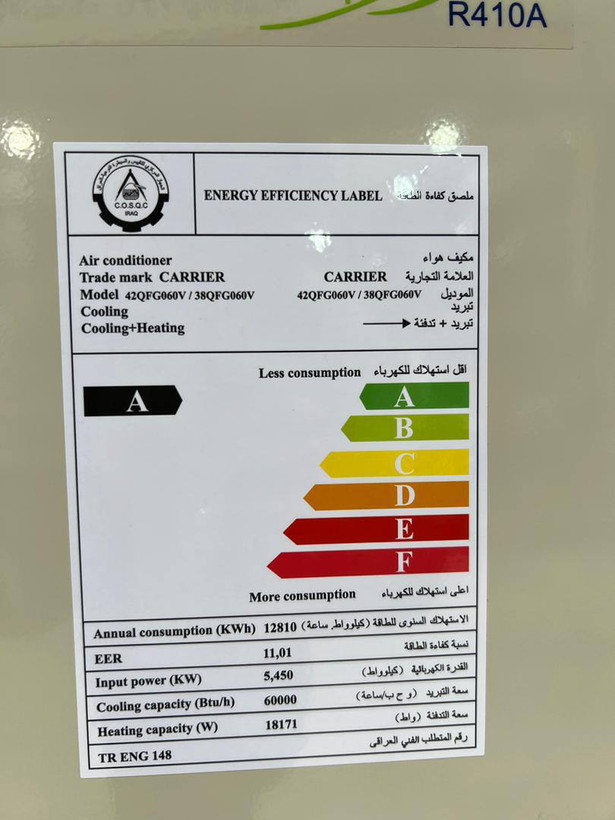 R410A
C.O.S.Q.C
IRAQ
ENERGY EFFICIENCY LABEL ملصق كفاءة الطاقة
Air conditioner مكيف هواء
Trade mark CARRIER CARRIER العلامة التجارية
Model 42QFG060V / 38QFG060V 42QFG060V / 38QFG060V الموديل
Cooling تبريد
Cooling+Heating تبريد + تدفئة
Less consumption اقل استهلاك للكهرباء
A A
B
C
D
E
F
More consumption اعلى استهلاك للكهرباء
Annual consumption (KWh) 12810 الاستهلاك السنوى للطاقة (كيلوواط. ساعة)
EER 11,01 نسبة كفاءة الطاقة
Input power (KW) 5,450 القدرة الكهربائية (كيلوواط)
Cooling capacity (Btu/h) 60000 سعة التبريد (و ح ب/ساعة)
Heating capacity (W) 18171 سعة التدفئة (واط)
TR ENG 148 رقم المتطلب الفني العراقي